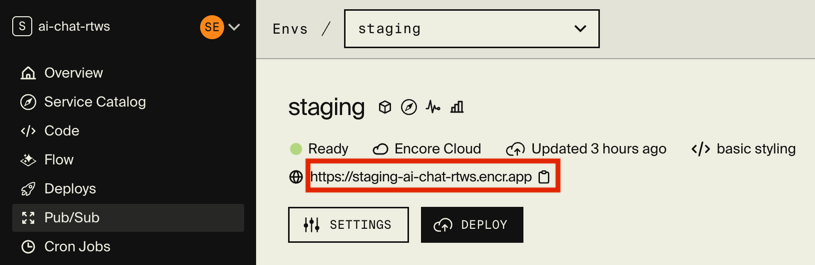 S ai-chat-rtws SE
Overview
Service Catalog
Code
Flow
Deploys
Pub/Sub
Cron Jobs
Envs / staging
staging
Ready Encore Cloud Updated 3 hours ago </> basic styling
https://staging-ai-chat-rtws.encr.app
SETTINGS DEPLOY